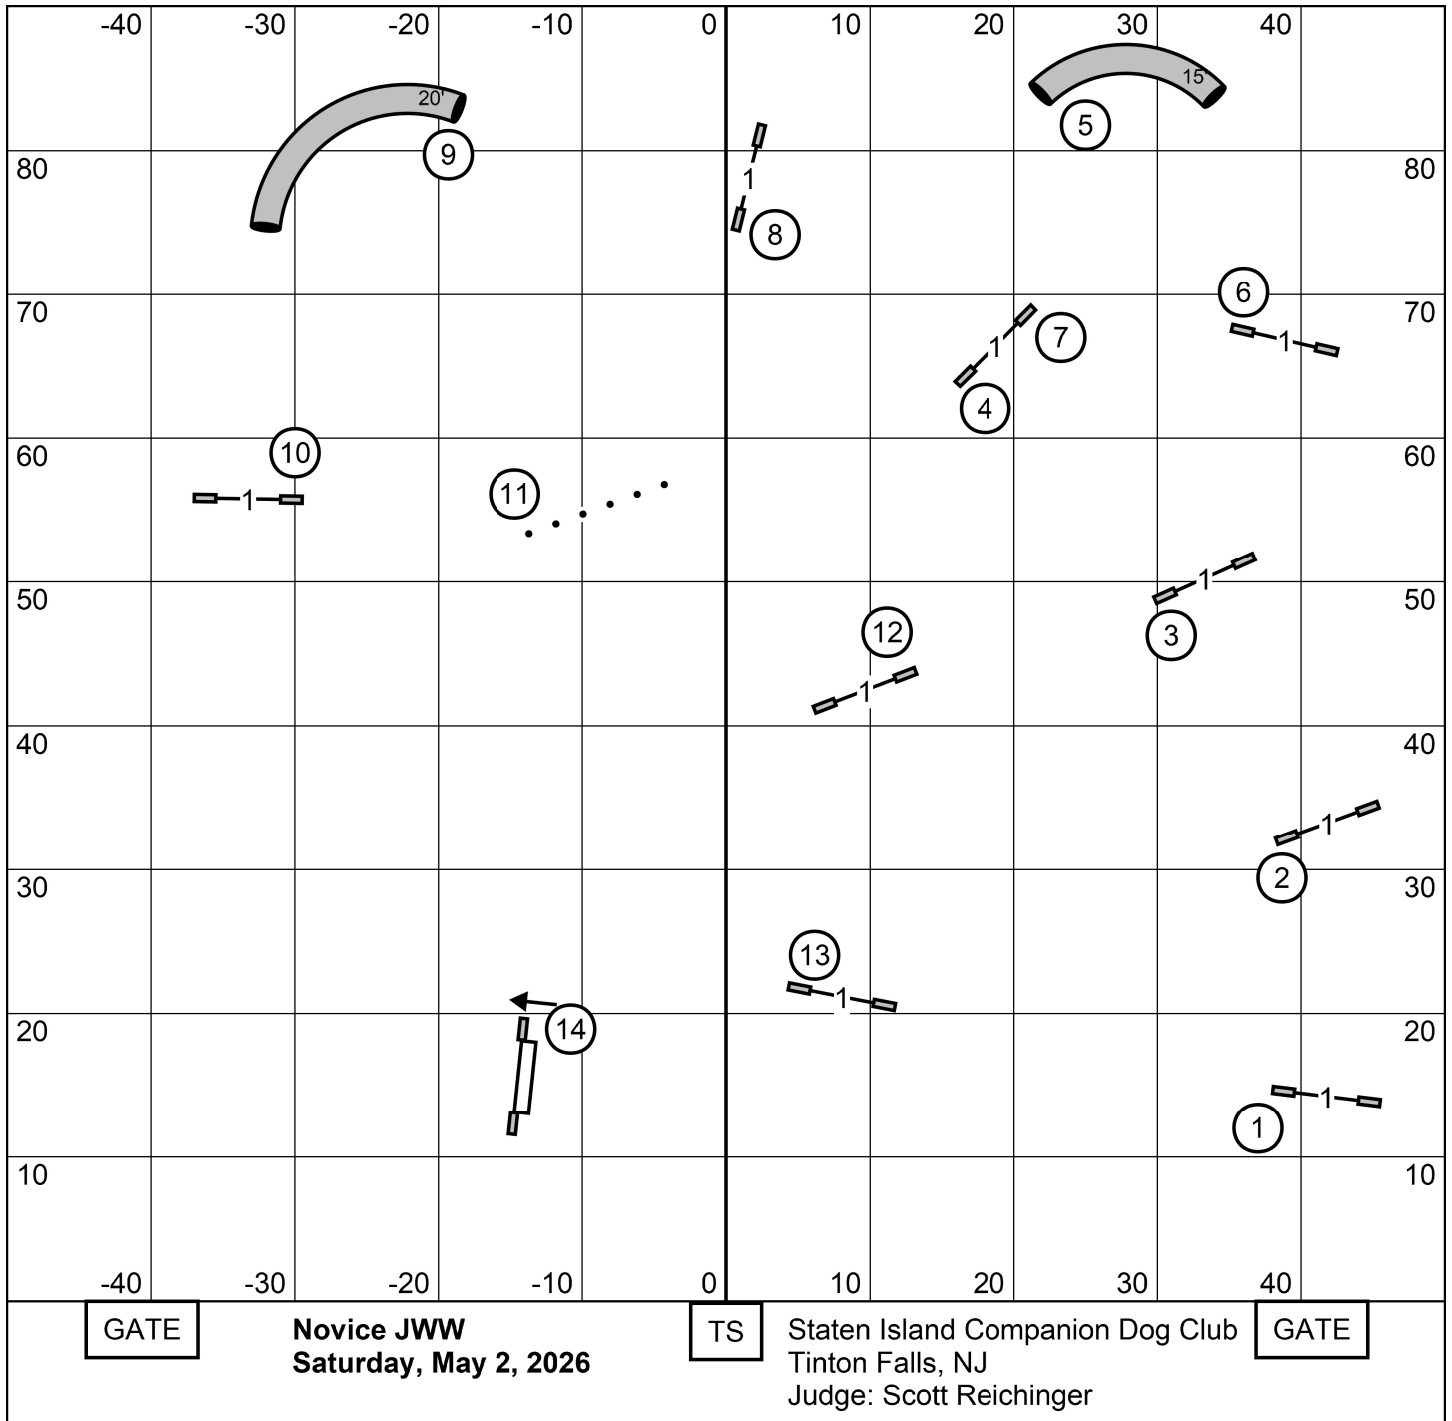 -40 -30 -20 -10 0 10 20 30 40
20' 15'
9 5
80 1 80
8
6
70 7 70
1 1
4
60 10 60
11
1
1
50 50
12 3
1
40 40
1
30 2 30
13
1
20 14 20
1
1
10 10
-40 -30 -20 -10 0 10 20 30 40
GATE Novice JWW TS Staten Island Companion Dog Club GATE
Saturday, May 2, 2026 Tinton Falls, NJ
Judge: Scott Reichinger